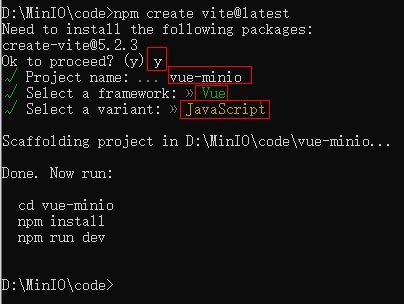 D:\MinIO\code>npm create vite@latest
Need to install the following packages:
create-vite@5.2.3
Ok to proceed? (y) y
√ Project name: ... vue-minio
√ Select a framework: » Vue
√ Select a variant: » JavaScript
Scaffolding project in D:\MinIO\code\vue-minio...
Done. Now run:
cd vue-minio
npm install
npm run dev
D:\MinIO\code>